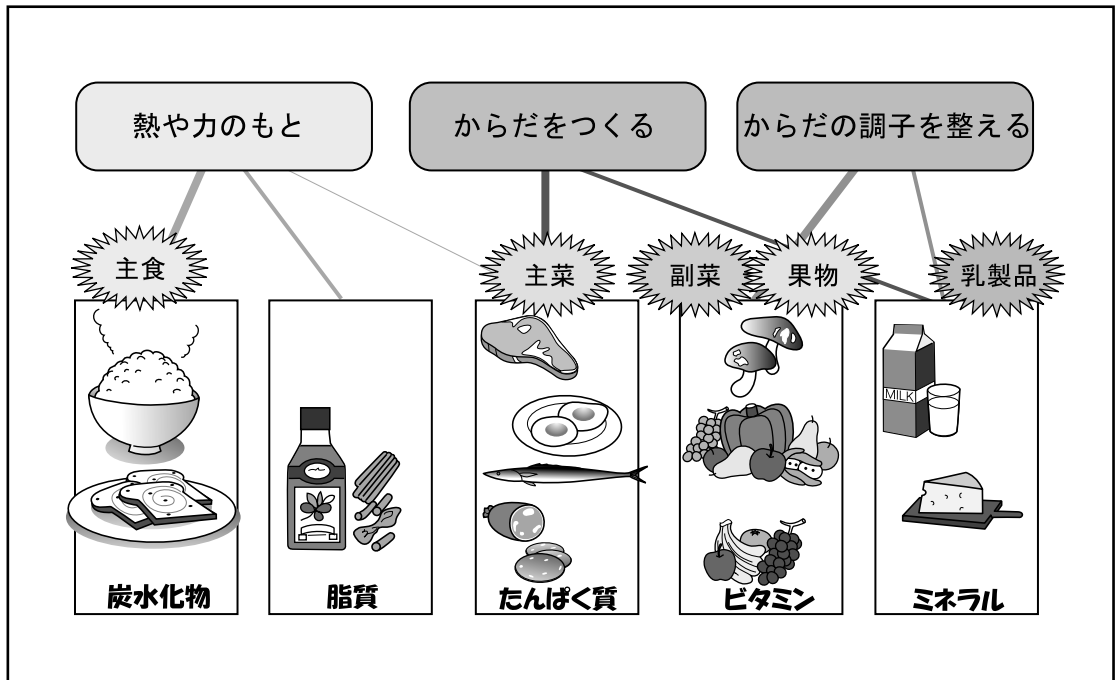 熱や力のもと
からだをつくる
からだの調子を整える
主食
主菜
副菜
果物
乳製品
MILK
炭水化物
脂質
たんぱく質
ビタミン
ミネラル